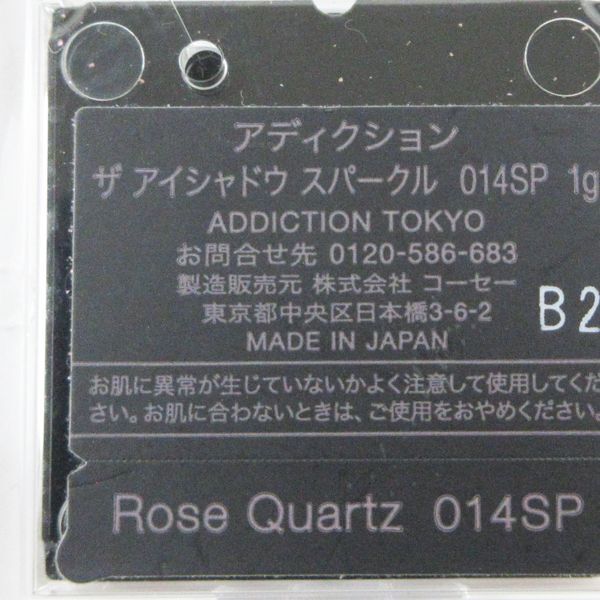 アディクション
ザ アイシャドウ スパークル 014SP 1g
ADDICTION TOKYO
お問合せ先 0120-586-683
製造販売元 株式会社 コーセー
東京都中央区日本橋3-6-2
B2
MADE IN JAPAN
お肌に異常が生じていないかよく注意して使用してくだ
さい。お肌に合わないときは、ご使用をおやめください。
Rose Quartz 014SP